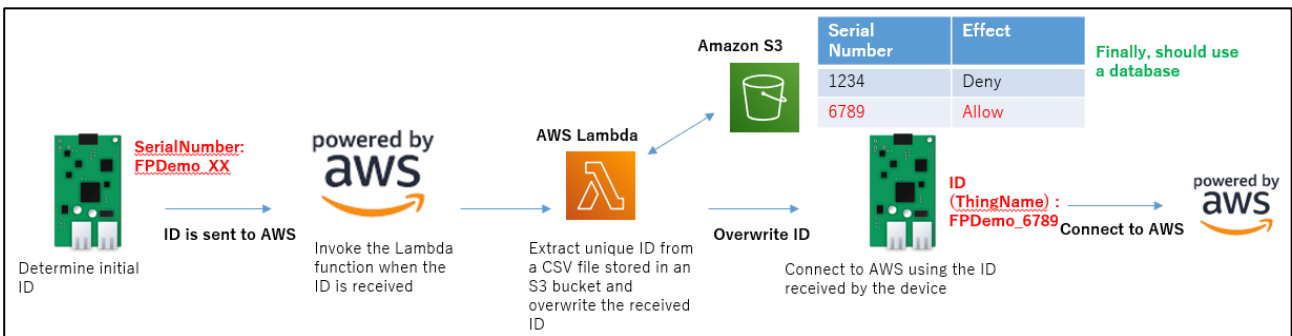 Amazon S3
Serial Number
Effect
1234
Deny
6789
Allow
Finally, should use
a database
SerialNumber:
FPDemo_XX
ID is sent to AWS
Determine initial
ID
powered by
aws
Invoke the Lambda
function when the
ID is received
AWS Lambda
Extract unique ID from
a CSV file stored in an
S3 bucket and
overwrite the received
ID
Overwrite ID
ID
(ThingName) :
FPDemo_6789
Connect to AWS using the ID
received by the device
Connect to AWS
powered by
aws